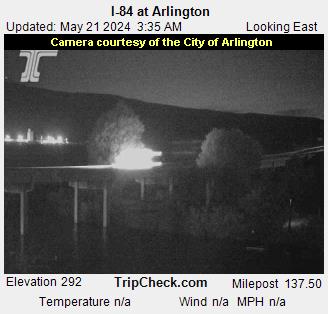 I-84 at Arlington
Updated: May 21 2024 3:35 AM Looking East
Camera courtesy of the City of Arlington
Elevation 292 TripCheck.com Milepost 137.50
Temperature n/a Wind n/a MPH n/a